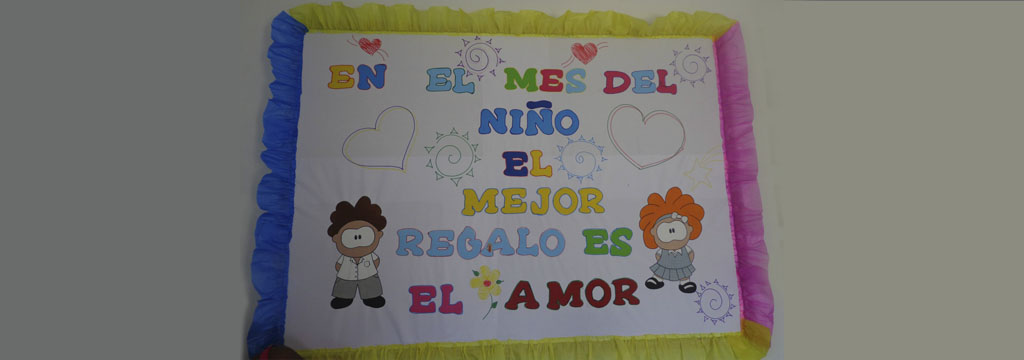 EN EL MES DEL
NIÑO
EL
MEJOR
REGALO ES
EL AMOR